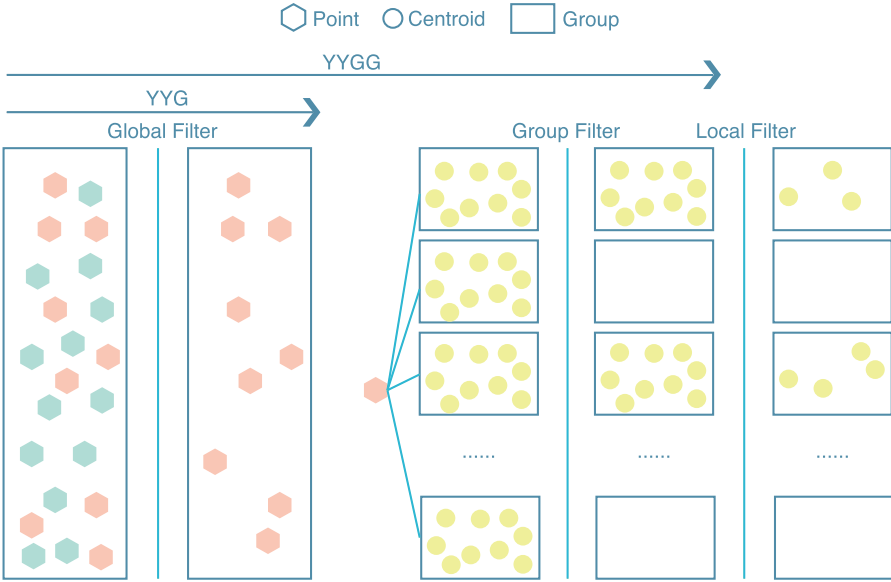 Point Centroid Group
YYGG
YYG
Global Filter Group Filter Local Filter
...... ...... ......